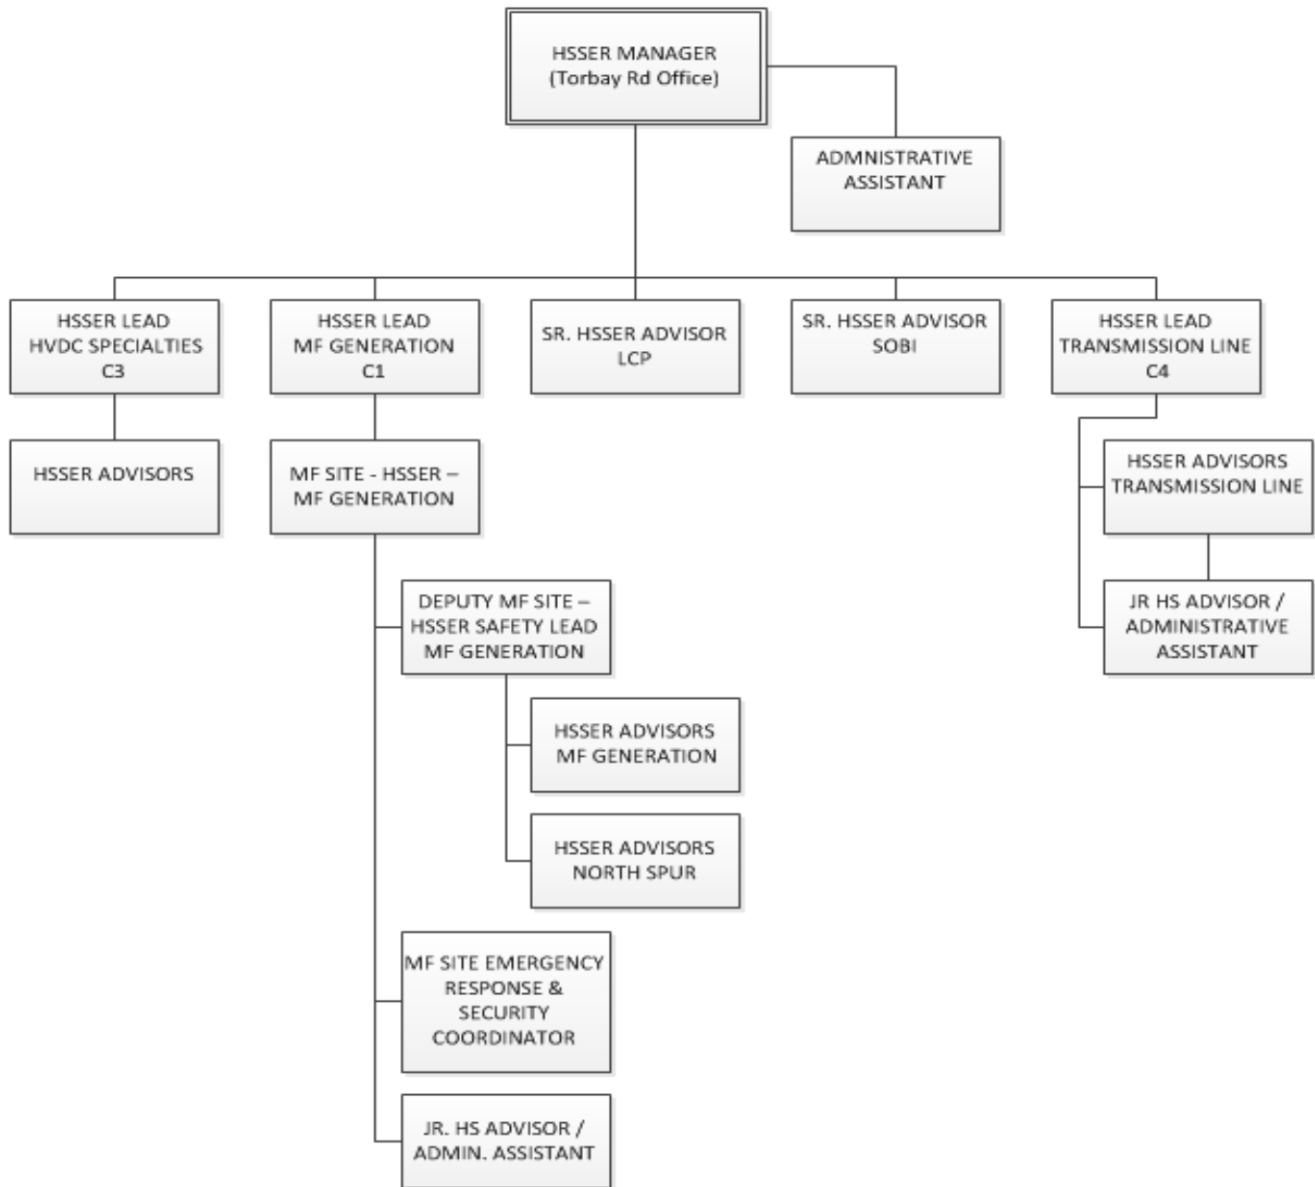 HSSER MANAGER
(Torbay Rd Office)
ADMNISTRATIVE
ASSISTANT
HSSER LEAD
HVDC SPECIALTIES
C3
HSSER LEAD
MF GENERATION
C1
SR. HSSER ADVISOR
LCP
SR. HSSER ADVISOR
SOBI
HSSER LEAD
TRANSMISSION LINE
C4
HSSER ADVISORS
MF SITE - HSSER –
MF GENERATION
HSSER ADVISORS
TRANSMISSION LINE
DEPUTY MF SITE –
HSSER SAFETY LEAD
MF GENERATION
JR HS ADVISOR /
ADMINISTRATIVE
ASSISTANT
HSSER ADVISORS
MF GENERATION
HSSER ADVISORS
NORTH SPUR
MF SITE EMERGENCY
RESPONSE &
SECURITY
COORDINATOR
JR. HS ADVISOR /
ADMIN. ASSISTANT